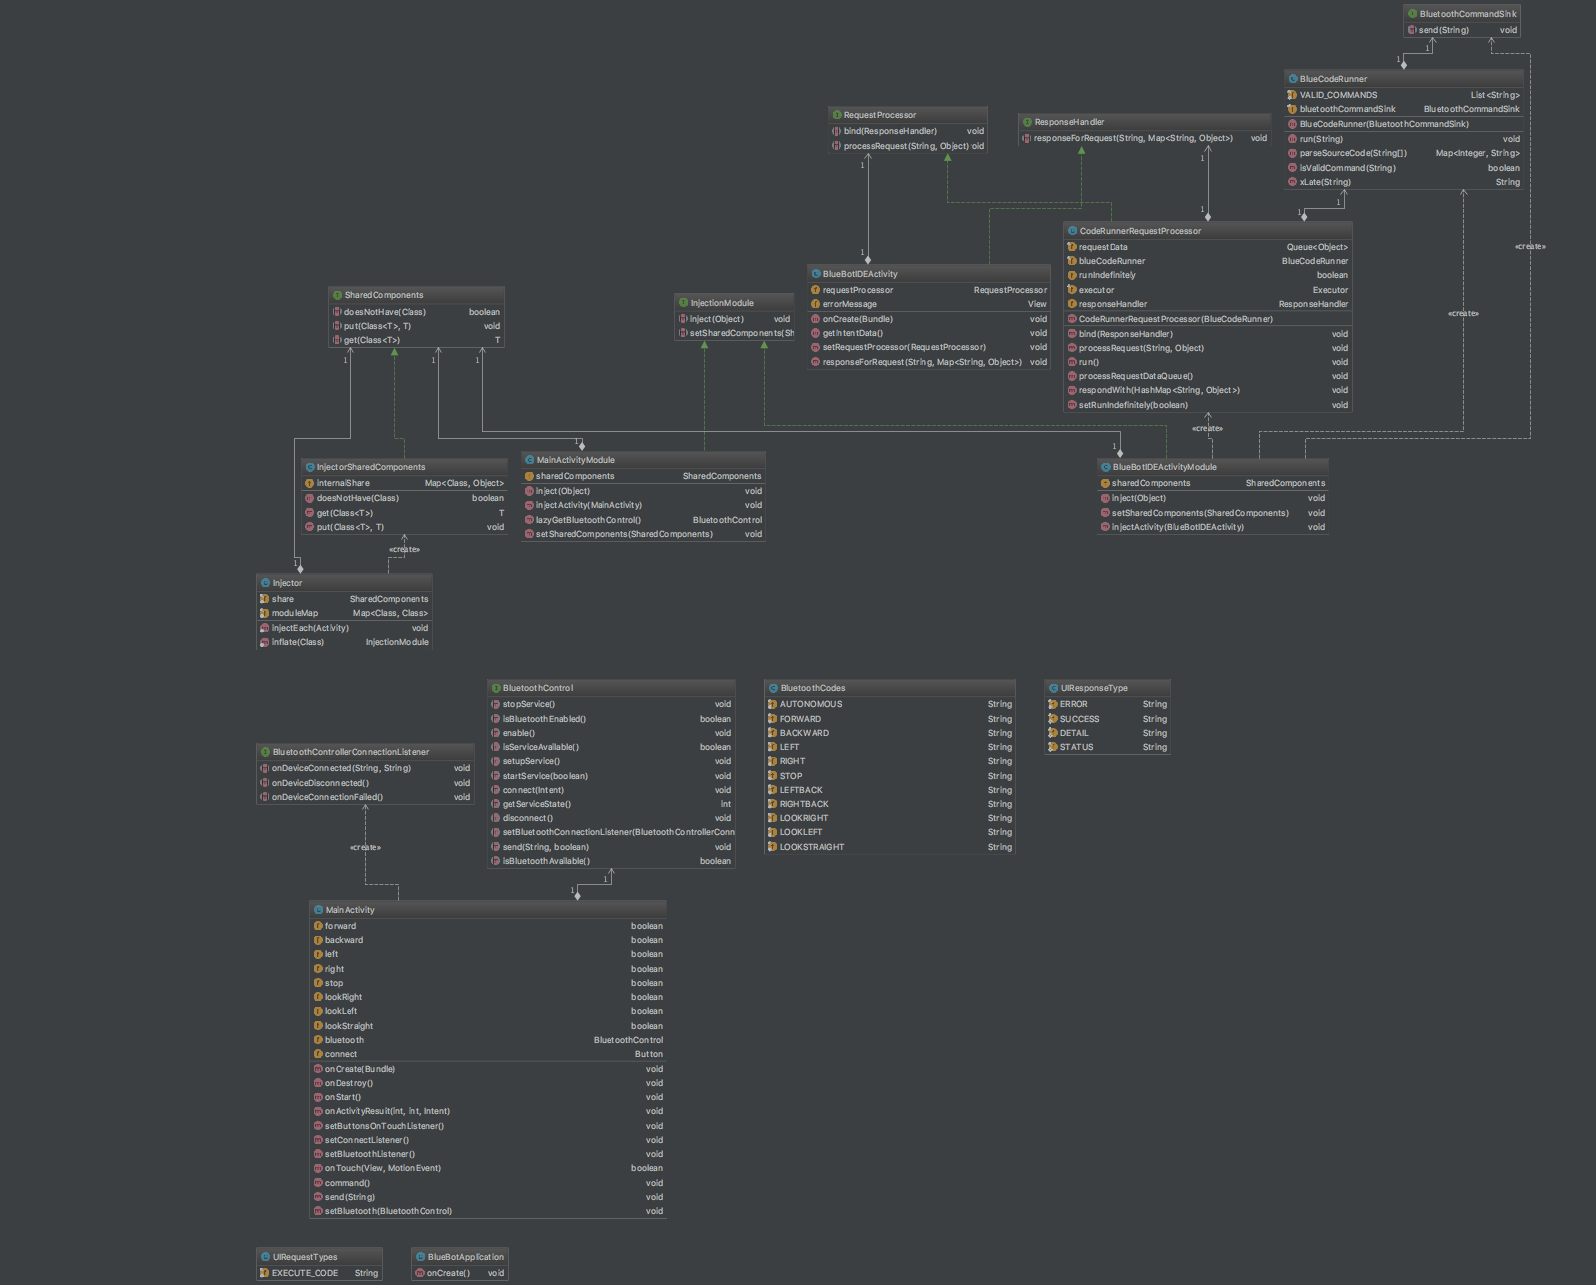 BluetoothCommandSink
send(String) void
1
1
BlueCodeRunner
VALID_COMMANDS List<String>
bluetoothCommandSink BluetoothCommandSink
BlueCodeRunner(BluetoothCommandSink)
run(String) void
parseSourceCode(String[]) Map<Integer, String>
isValidCommand(String) boolean
xLate(String) String
RequestProcessor
bind(ResponseHandler) void
processRequest(String, Object) oid
ResponseHandler
responseForRequest(String, Map<String, Object>) void
1
1
1
1
1
1
CodeRunnerRequestProcessor
requestData Queue<Object>
blueCodeRunner BlueCodeRunner
runIndefinitely boolean
executor Executor
responseHandler ResponseHandler
CodeRunnerRequestProcessor(BlueCodeRunner)
bind(ResponseHandler) void
processRequest(String, Object) void
run() void
processRequestDataQueue() void
respondWith(HashMap<String, Object>) void
setRunIndefinitely(boolean) void
«create»
«create»
«create»
BlueBotIDEActivity
requestProcessor RequestProcessor
errorMessage View
onCreate(Bundle) void
getIntentData() void
setRequestProcessor(RequestProcessor) void
responseForRequest(String, Map<String, Object>) void
SharedComponents
doesNotHave(Class) boolean
put(Class<T>, T) void
get(Class<T>) T
InjectionModule
inject(Object) void
setSharedComponents(Sh
1
1
1
1
1
InjectorSharedComponents
internalShare Map<Class, Object>
doesNotHave(Class) boolean
get(Class<T>) T
put(Class<T>, T) void
«create»
MainActivityModule
sharedComponents SharedComponents
inject(Object) void
injectActivity(MainActivity) void
lazyGetBluetoothControl() BluetoothControl
setSharedComponents(SharedComponents) void
BlueBotIDEActivityModule
sharedComponents SharedComponents
inject(Object) void
setSharedComponents(SharedComponents) void
injectActivity(BlueBotIDEActivity) void
1
Injector
share SharedComponents
moduleMap Map<Class, Class>
injectEach(Activity) void
inflate(Class) InjectionModule
BluetoothControl
stopService() void
isBluetoothEnabled() boolean
enable() void
isServiceAvailable() boolean
setupService() void
startService(boolean) void
connect(Intent) void
getServiceState() int
disconnect() void
setBluetoothConnectionListener(BluetoothControllerConn
send(String, boolean) void
isBluetoothAvailable() boolean
BluetoothCodes
AUTONOMOUS String
FORWARD String
BACKWARD String
LEFT String
RIGHT String
STOP String
LEFTBACK String
RIGHTBACK String
LOOKRIGHT String
LOOKLEFT String
LOOKSTRAIGHT String
UIResponseType
ERROR String
SUCCESS String
DETAIL String
STATUS String
BluetoothControllerConnectionListener
onDeviceConnected(String, String) void
onDeviceDisconnected() void
onDeviceConnectionFailed() void
«create»
1
1
MainActivity
forward boolean
backward boolean
left boolean
right boolean
stop boolean
lookRight boolean
lookLeft boolean
lookStraight boolean
bluetooth BluetoothControl
connect Button
onCreate(Bundle) void
onDestroy() void
onStart() void
onActivityResult(int, int, Intent) void
setButtonsOnTouchListener() void
setConnectListener() void
setBluetoothListener() void
onTouch(View, MotionEvent) boolean
command() void
send(String) void
setBluetooth(BluetoothControl) void
UIRequestTypes
EXECUTE_CODE String
BlueBotApplication
onCreate() void